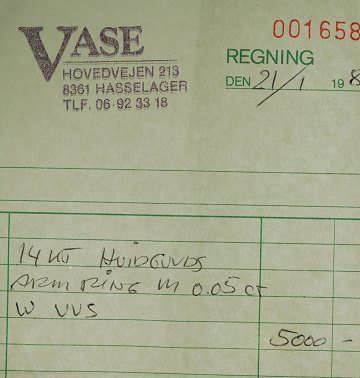 VASE
HOVEDVEJEN 213
8361 HASSELAGER
TLF. 06-92 33 18
001658
REGNING
DEN 21/1 198
14 KT HVIDGULDS
ARMRING M 0.05 CT
W VVS
5000 -